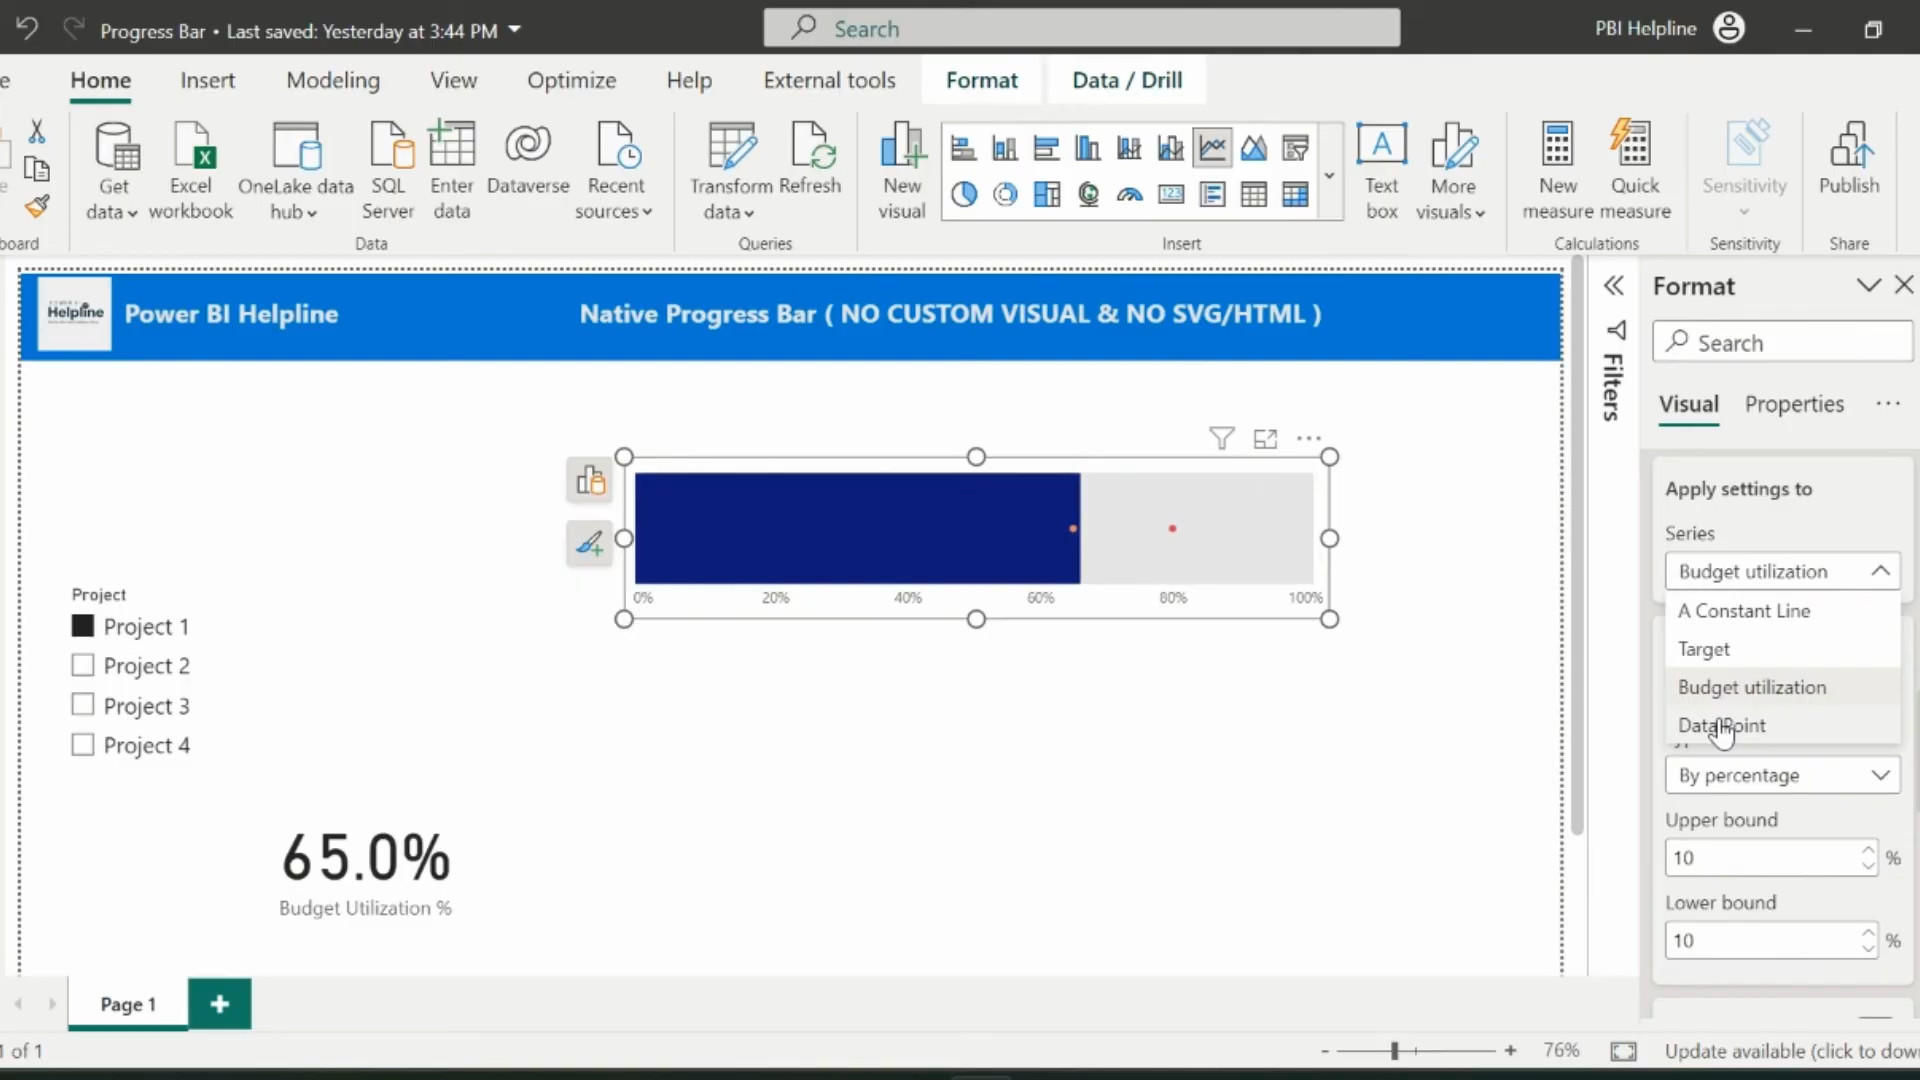 Progress Bar • Last saved: Yesterday at 3:44 PM
Search
PBI Helpline
e
Home
Insert
Modeling
View
Optimize
Help
External tools
Format
Data / Drill
Get data
Excel workbook
OneLake data hub
SQL Server
Enter data
Dataverse
Recent sources
Transform data
Refresh
New visual
Text box
More visuals
New measure
Quick measure
Sensitivity
Publish
board
Data
Queries
Insert
Calculations
Sensitivity
Share
Helpline
Power BI Helpline
Native Progress Bar ( NO CUSTOM VISUAL & NO SVG/HTML )
0%
20%
40%
60%
80%
100%
Project
Project 1
Project 2
Project 3
Project 4
65.0%
Budget Utilization %
Filters
Format
Search
Visual
Properties
Apply settings to
Series
Budget utilization
A Constant Line
Target
Budget utilization
Data Point
By percentage
Upper bound
10
%
Lower bound
10
%
Page 1
1 of 1
- + 76%
Update available (click to dow